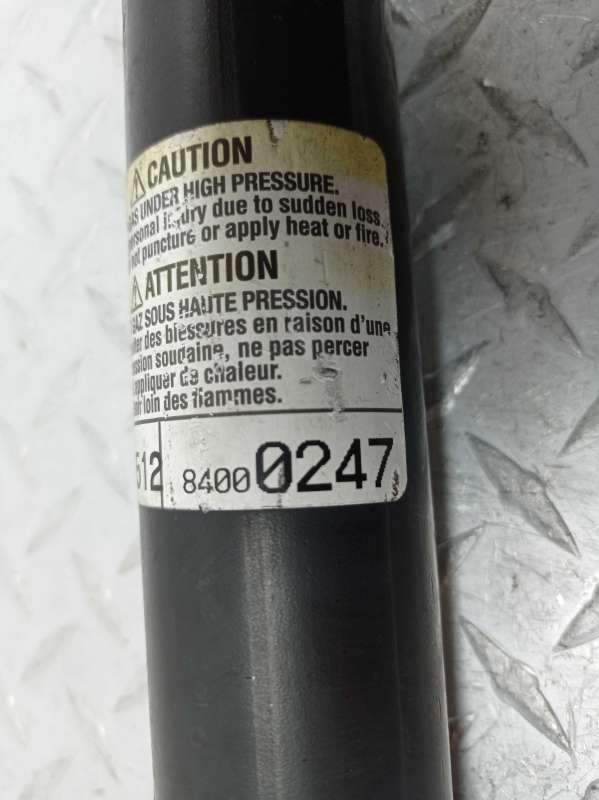 ⚠CAUTION
GAS UNDER HIGH PRESSURE.
personal injury due to sudden loss.
not puncture or apply heat or fire.
⚠ATTENTION
GAZ SOUS HAUTE PRESSION.
des blessures en raison d'une
soudaine, ne pas percer
appliquer de chaleur.
loin des flammes.
512 8400 0247